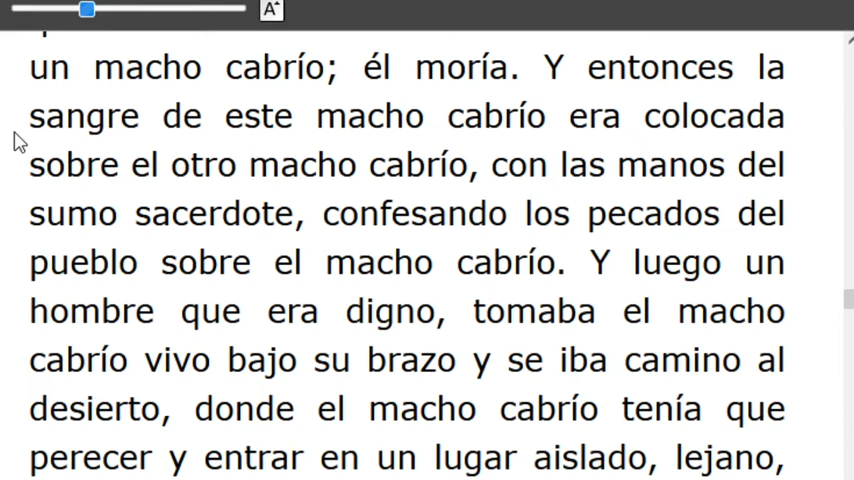 A
un macho cabrío; él moría. Y entonces la
sangre de este macho cabrío era colocada
sobre el otro macho cabrío, con las manos del
sumo sacerdote, confesando los pecados del
pueblo sobre el macho cabrío. Y luego un
hombre que era digno, tomaba el macho
cabrío vivo bajo su brazo y se iba camino al
desierto, donde el macho cabrío tenía que
perecer y entrar en un lugar aislado, lejano,